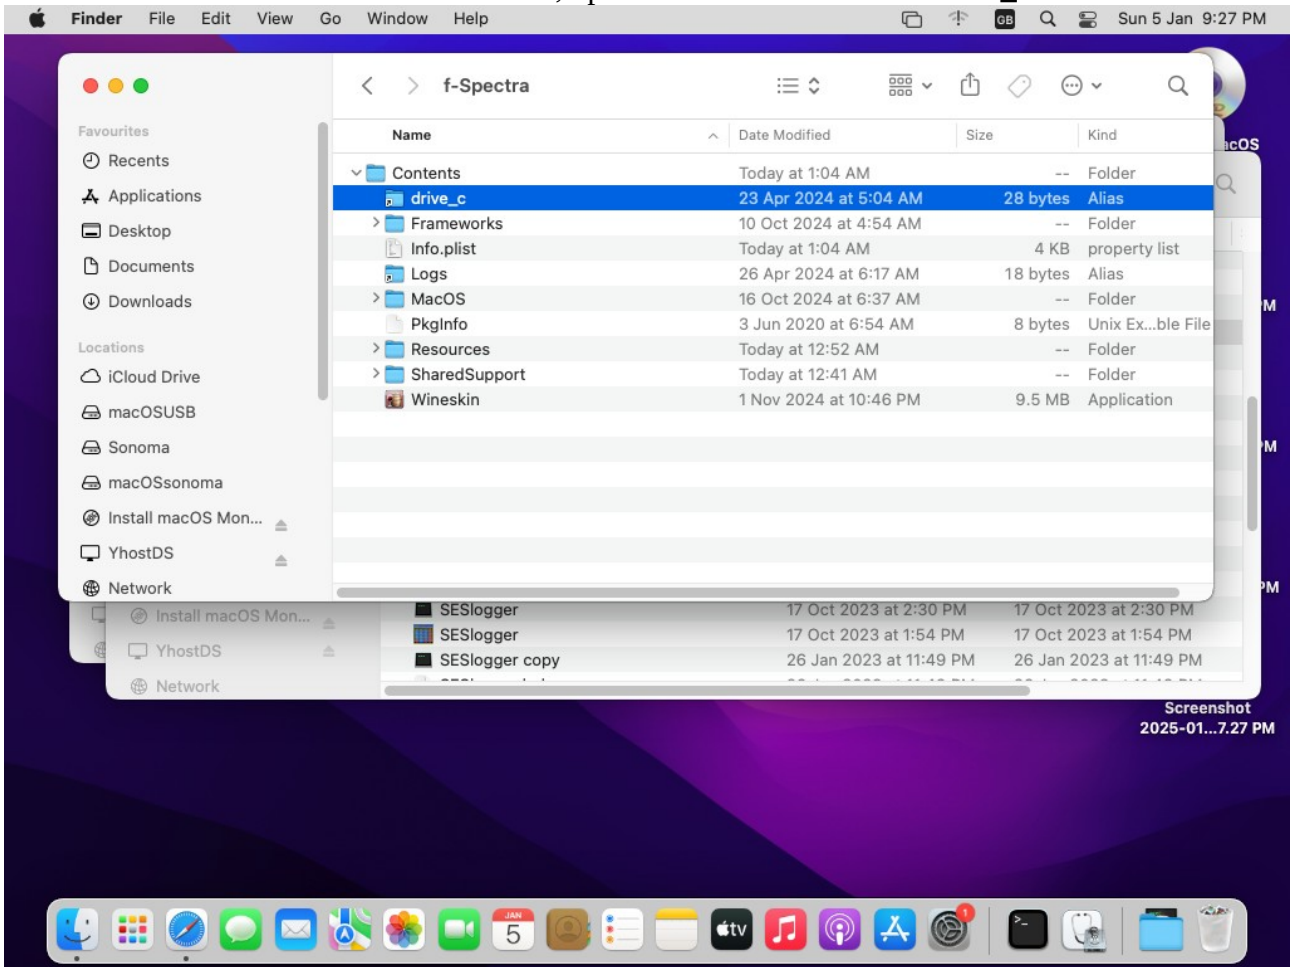 Finder File Edit View Go Window Help GB Sun 5 Jan 9:27 PM
f-Spectra
Favourites
Recents
Applications
Desktop
Documents
Downloads
Locations
iCloud Drive
macOSUSB
Sonoma
macOSsonoma
Install macOS Mon...
YhostDS
Network
Name Date Modified Size Kind
Contents Today at 1:04 AM -- Folder
drive_c 23 Apr 2024 at 5:04 AM 28 bytes Alias
Frameworks 10 Oct 2024 at 4:54 AM -- Folder
Info.plist Today at 1:04 AM 4 KB property list
Logs 26 Apr 2024 at 6:17 AM 18 bytes Alias
MacOS 16 Oct 2024 at 6:37 AM -- Folder
PkgInfo 3 Jun 2020 at 6:54 AM 8 bytes Unix Ex...ble File
Resources Today at 12:52 AM -- Folder
SharedSupport Today at 12:41 AM -- Folder
Wineskin 1 Nov 2024 at 10:46 PM 9.5 MB Application
Install macOS Mon...
YhostDS
Network
SESlogger 17 Oct 2023 at 2:30 PM 17 Oct 2023 at 2:30 PM
SESlogger 17 Oct 2023 at 1:54 PM 17 Oct 2023 at 1:54 PM
SESlogger copy 26 Jan 2023 at 11:49 PM 26 Jan 2023 at 11:49 PM
Screenshot
2025-01...7.27 PM
JAN
5
tv
1